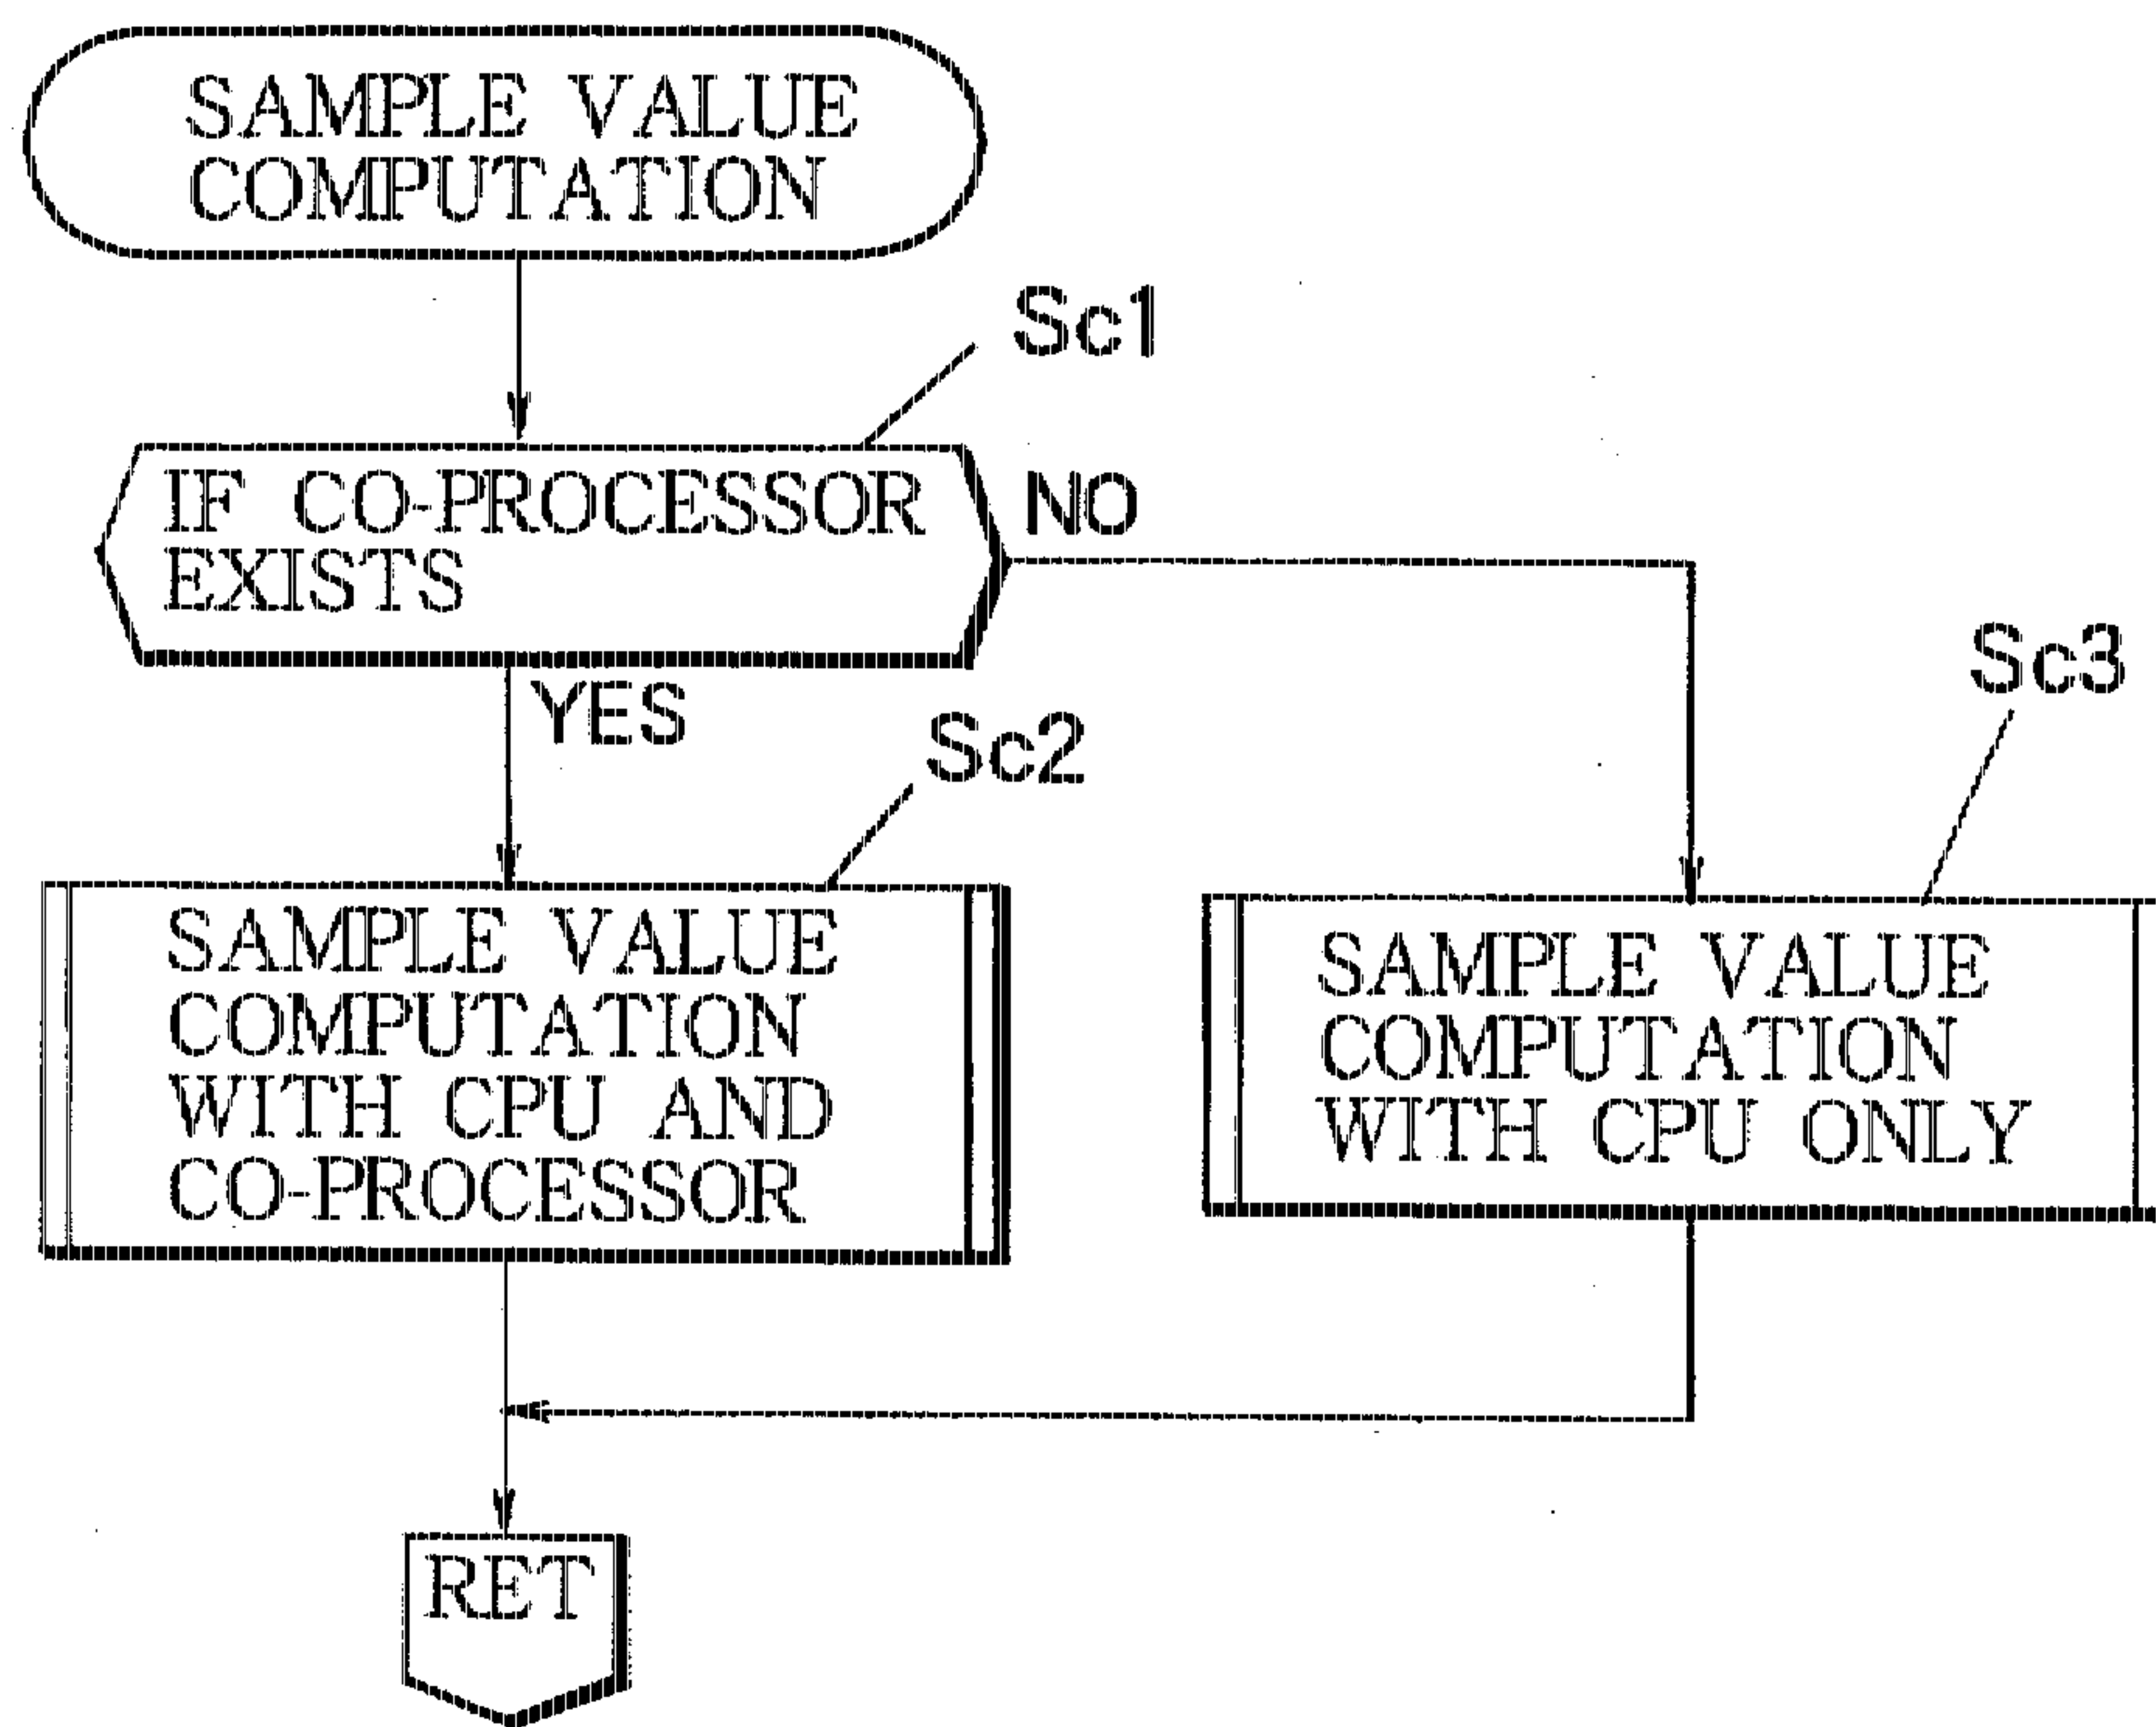 SAMPLE VALUE
COMPUTATION
Sc1
IF CO-PROCESSOR
EXISTS
NO
YES
Sc2
Sc3
SAMPLE VALUE
COMPUTATION
WITH CPU AND
CO-PROCESSOR
SAMPLE VALUE
COMPUTATION
WITH CPU ONLY
RET